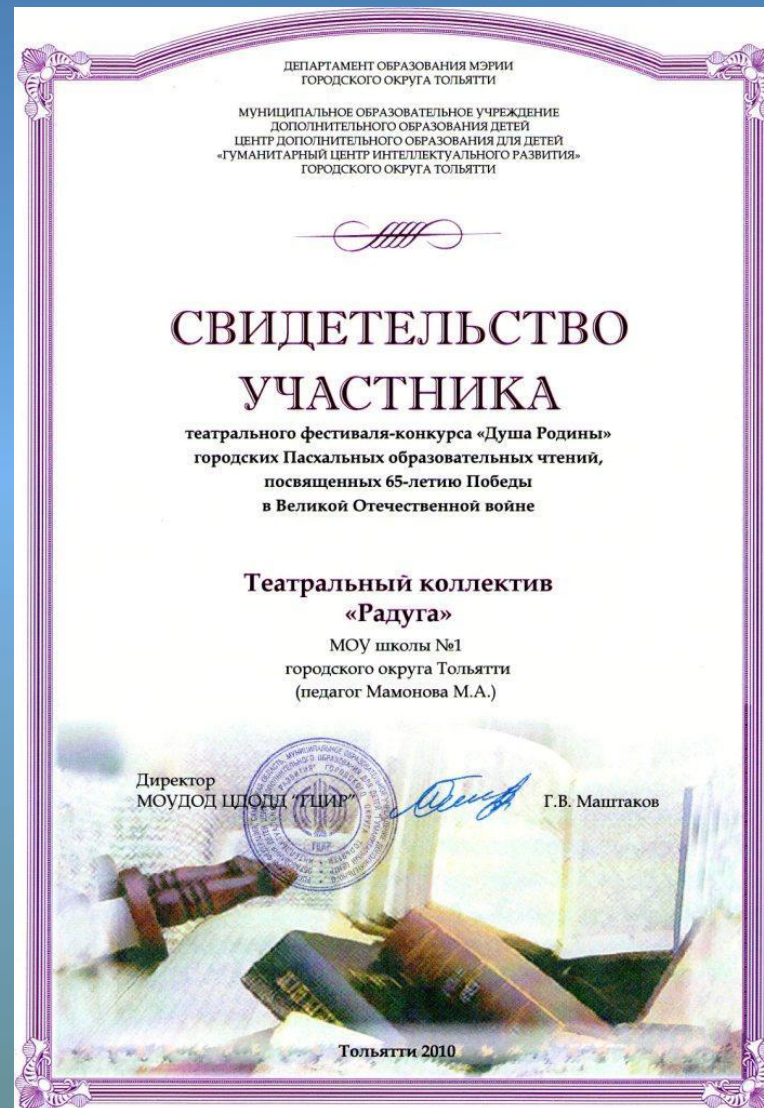 ДЕПАРТАМЕНТ ОБРАЗОВАНИЯ МЭРИИ
ГОРОДСКОГО ОКРУГА ТОЛЬЯТТИ
МУНИЦИПАЛЬНОЕ ОБРАЗОВАТЕЛЬНОЕ УЧРЕЖДЕНИЕ
ДОПОЛНИТЕЛЬНОГО ОБРАЗОВАНИЯ ДЕТЕЙ
ЦЕНТР ДОПОЛНИТЕЛЬНОГО ОБРАЗОВАНИЯ ДЛЯ ДЕТЕЙ
«ГУМАНИТАРНЫЙ ЦЕНТР ИНТЕЛЛЕКТУАЛЬНОГО РАЗВИТИЯ»
ГОРОДСКОГО ОКРУГА ТОЛЬЯТТИ
СВИДЕТЕЛЬСТВО
УЧАСТНИКА
театрального фестиваля-конкурса «Душа Родины»
городских Пасхальных образовательных чтений,
посвященных 65-летию Победы
в Великой Отечественной войне
Театральный коллектив
«Радуга»
МОУ школы №1
городского округа Тольятти
(педагог Мамонова М.А.)
Директор
МОУДОД ЦДОДД "ГЦИР"
Г.В. Маштаков
Тольятти 2010